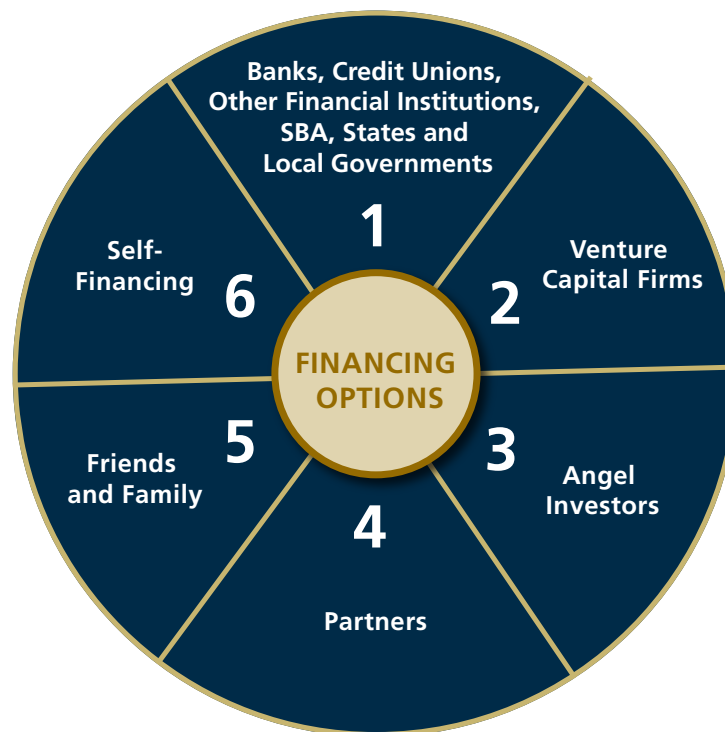 Banks, Credit Unions,
Other Financial Institutions,
SBA, States and
Local Governments
1
Venture
Capital Firms
2
3
Angel
Investors
4
Partners
5
Friends
and Family
Self-
Financing
6
FINANCING
OPTIONS